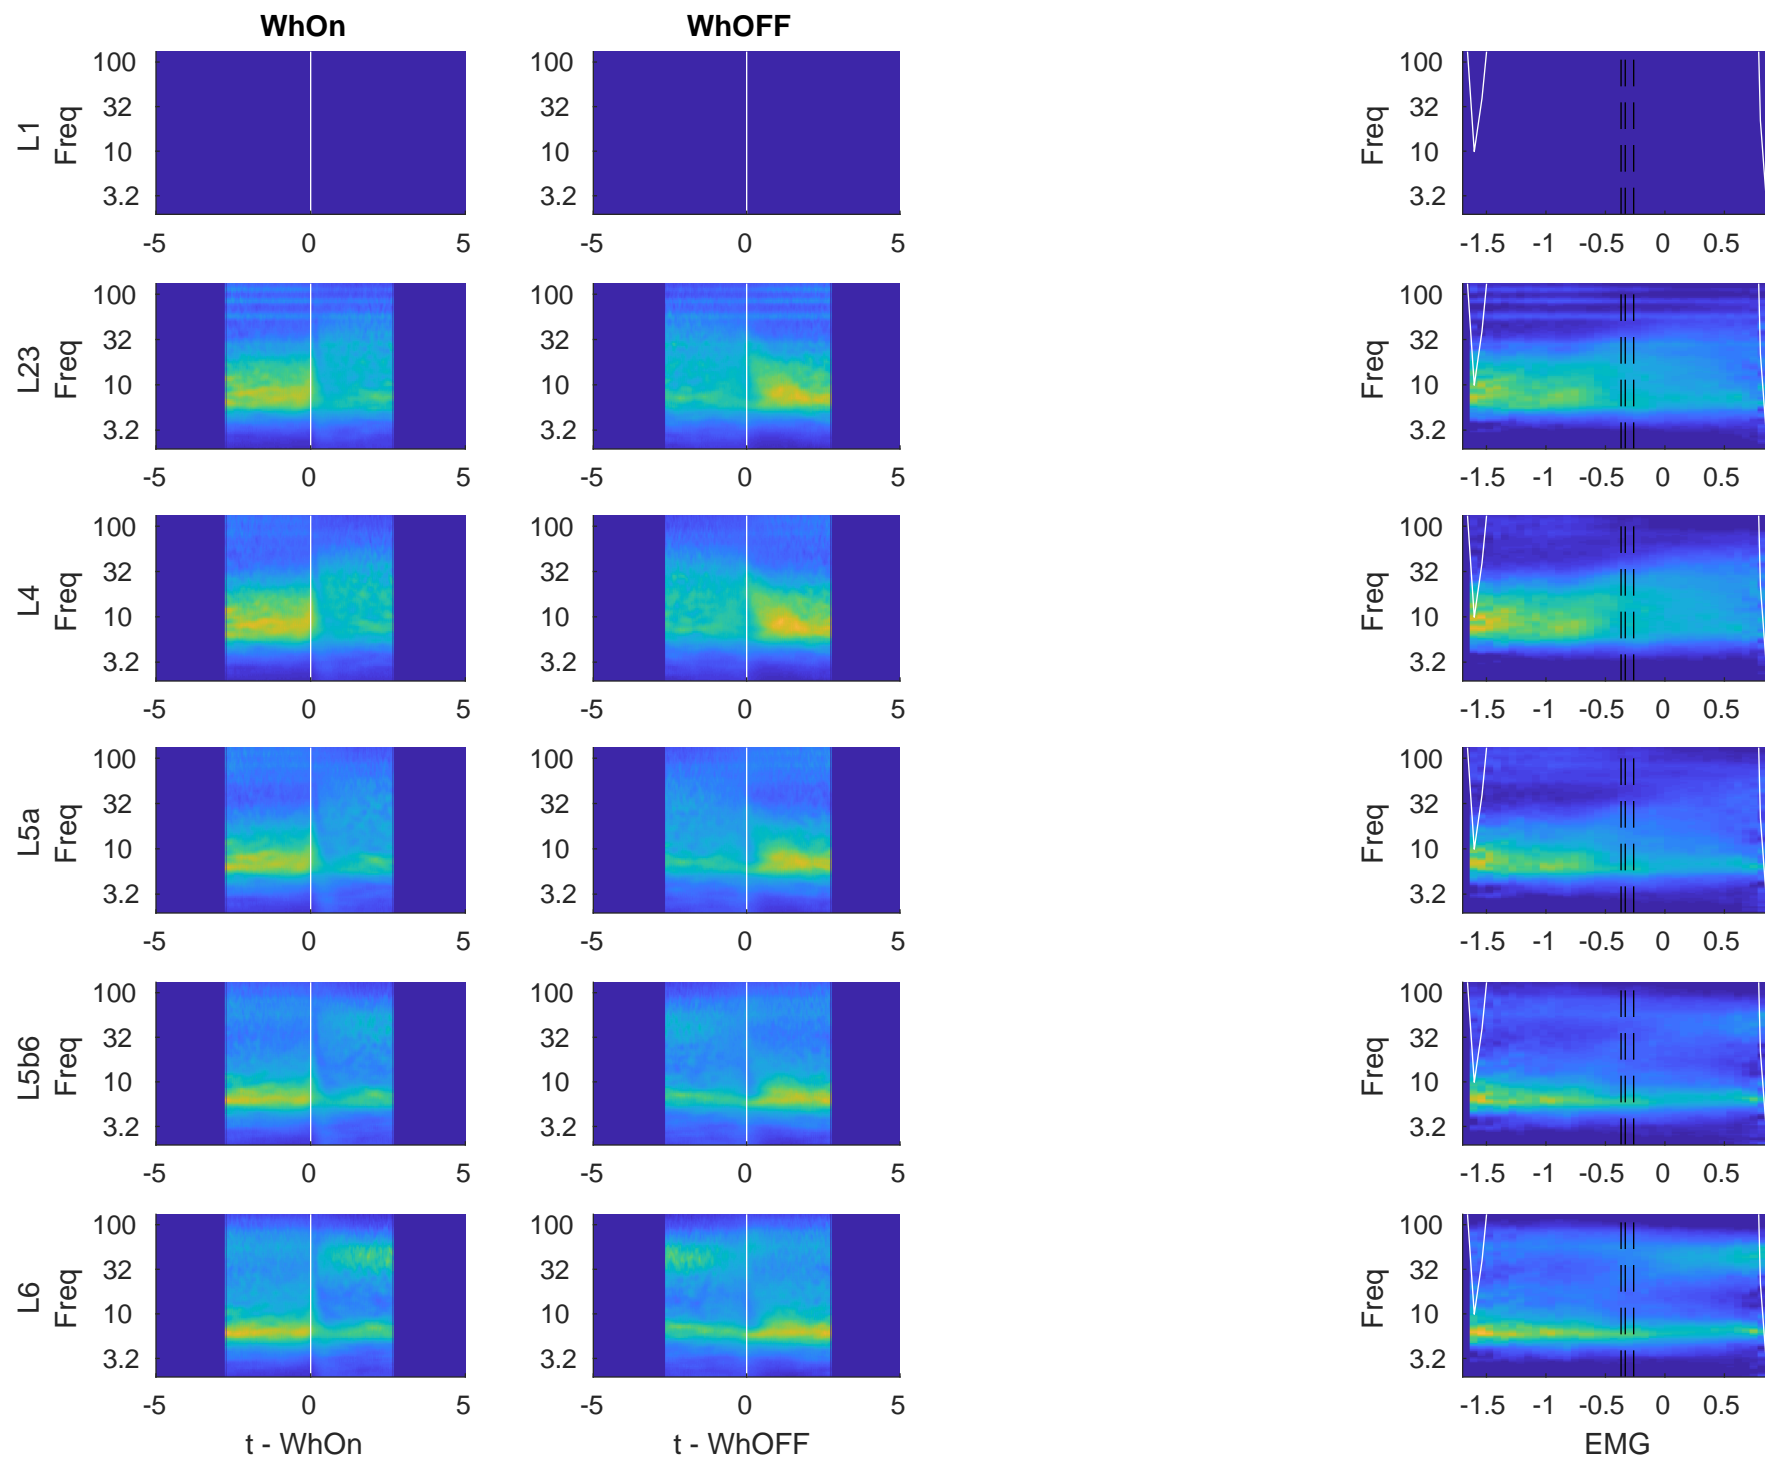 WhOn WhOFF
L1 Freq 100 32 10 3.2 100 32 10 3.2 Freq 100 32 10 3.2
-5 0 5 -5 0 5 -1.5 -1 -0.5 0 0.5
L23 Freq 100 32 10 3.2 100 32 10 3.2 Freq 100 32 10 3.2
-5 0 5 -5 0 5 -1.5 -1 -0.5 0 0.5
L4 Freq 100 32 10 3.2 100 32 10 3.2 Freq 100 32 10 3.2
-5 0 5 -5 0 5 -1.5 -1 -0.5 0 0.5
L5a Freq 100 32 10 3.2 100 32 10 3.2 Freq 100 32 10 3.2
-5 0 5 -5 0 5 -1.5 -1 -0.5 0 0.5
L5b6 Freq 100 32 10 3.2 100 32 10 3.2 Freq 100 32 10 3.2
-5 0 5 -5 0 5 -1.5 -1 -0.5 0 0.5
L6 Freq 100 32 10 3.2 100 32 10 3.2 Freq 100 32 10 3.2
-5 0 5 -5 0 5 -1.5 -1 -0.5 0 0.5
t - WhOn t - WhOFF EMG